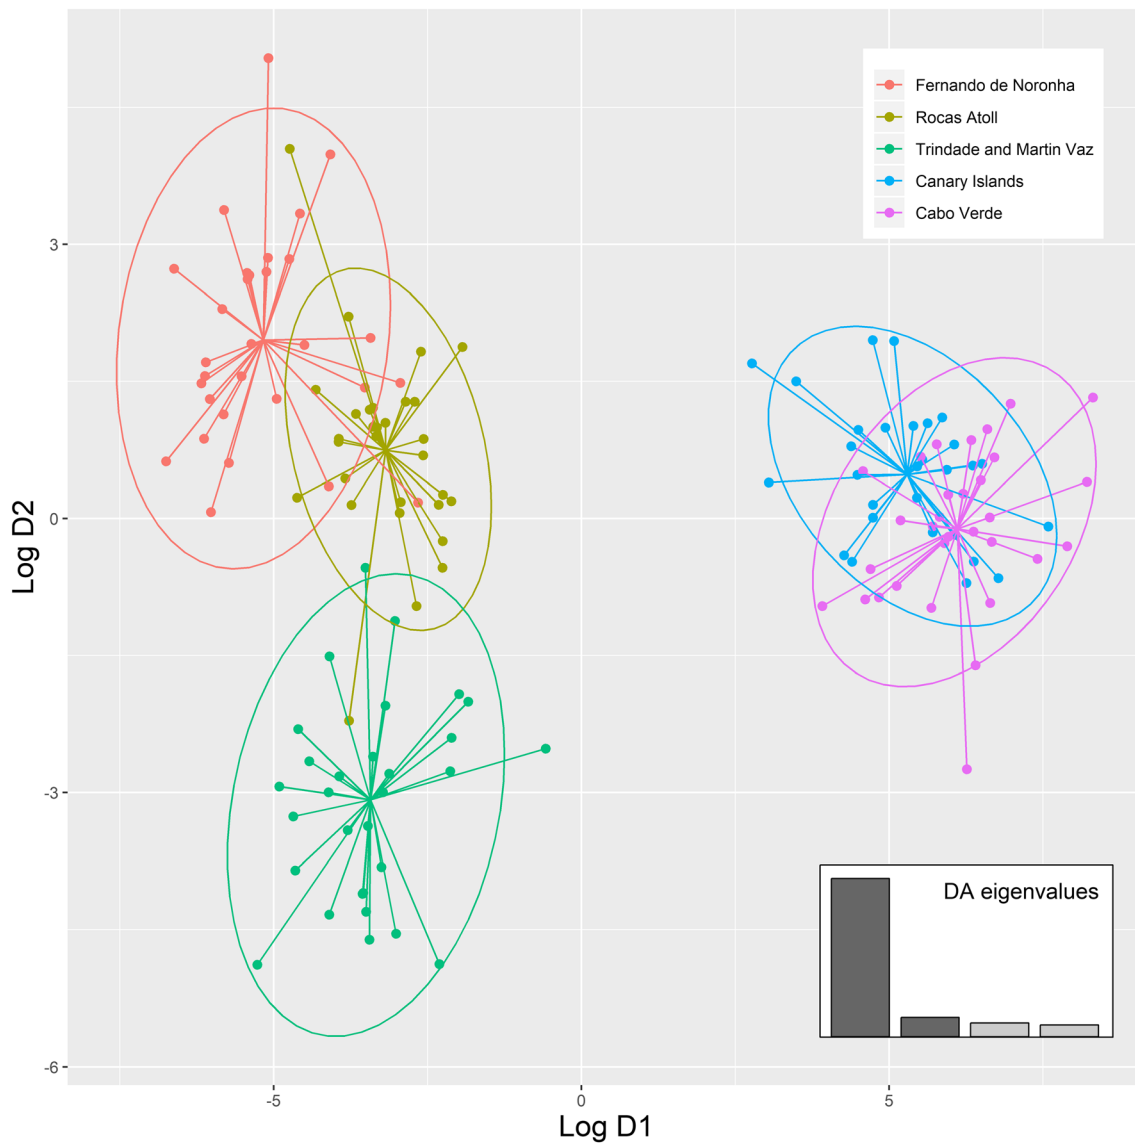 Fernando de Noronha
Rocas Atoll
Trindade and Martin Vaz
Canary Islands
Cabo Verde
3
0
-3
-6
Log D2
DA eigenvalues
-5
0
5
Log D1